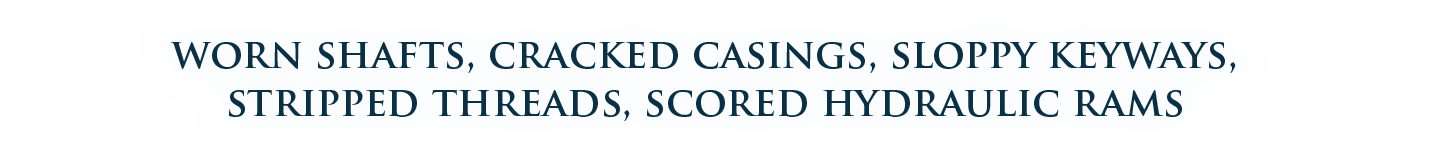 WORN SHAFTS, CRACKED CASINGS, SLOPPY KEYWAYS,
STRIPPED THREADS, SCORED HYDRAULIC RAMS